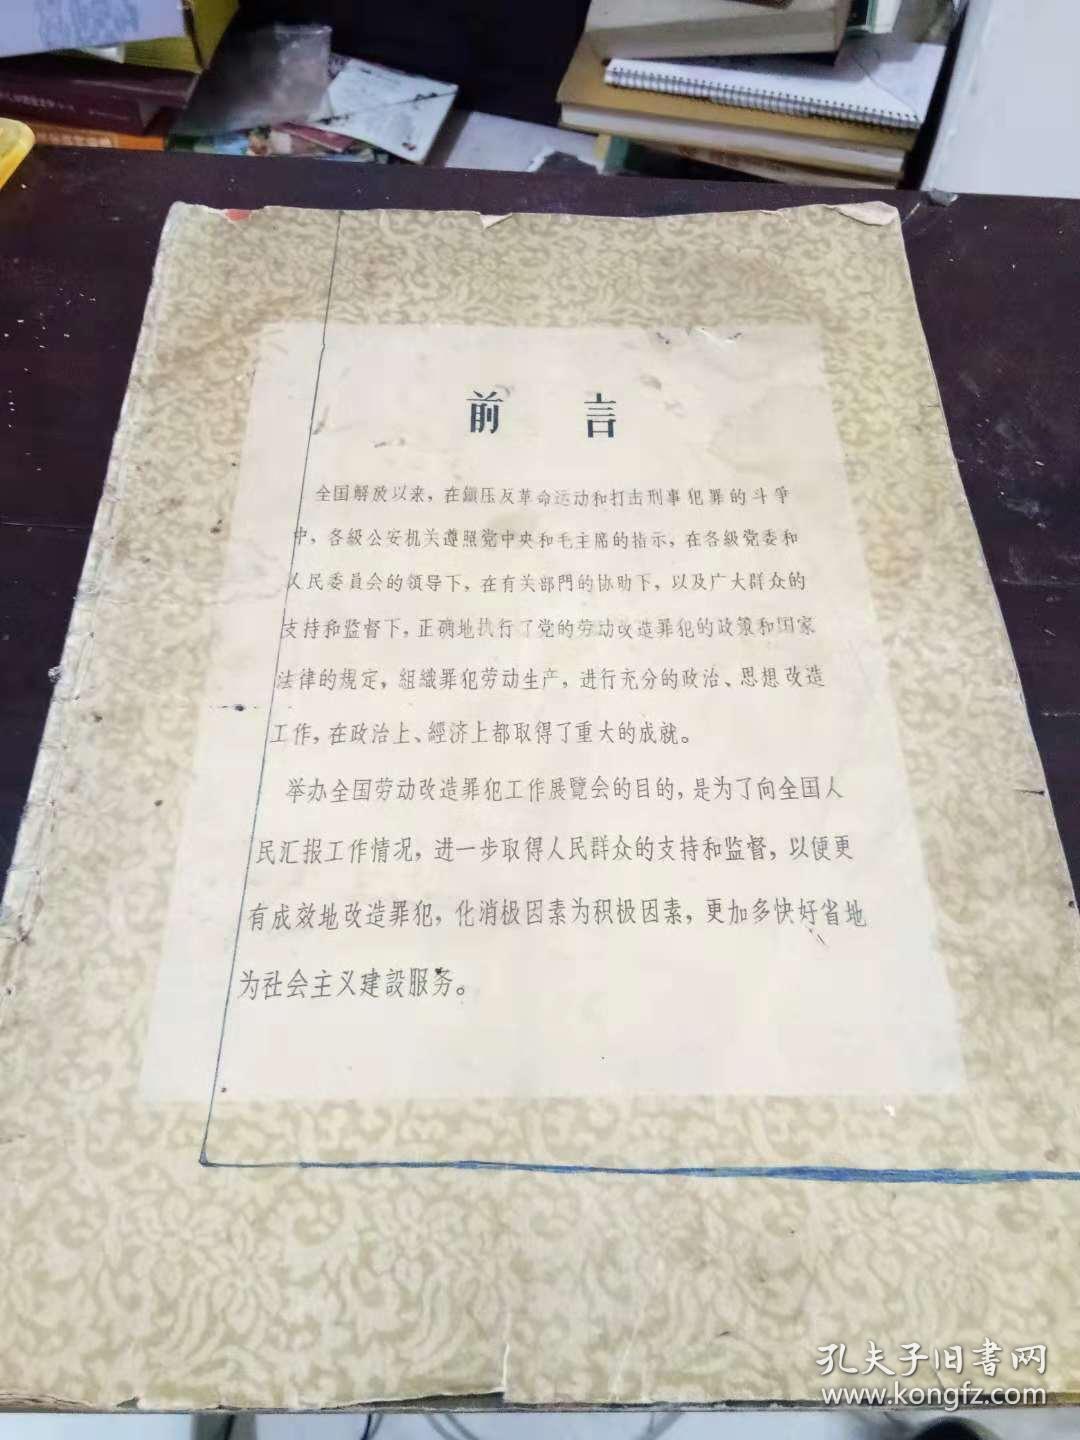 前言
全国解放以来，在鎭压反革命运动和打击刑事犯罪的斗爭
中，各級公安机关遵照党中央和毛主席的指示，在各級党委和
人民委員会的領导下，在有关部門的协助下，以及广大群众的
支持和监督下，正确地执行了党的劳动改造罪犯的政策和国家
法律的規定，組織罪犯劳动生产，进行充分的政治、思想改造
工作，在政治上、經济上都取得了重大的成就。
举办全国劳动改造罪犯工作展覽会的目的，是为了向全国人
民汇报工作情况，进一步取得人民群众的支持和监督，以便更
有成效地改造罪犯，化消极因素为积极因素，更加多快好省地
为社会主义建設服务。
孔夫子旧書网
www.kongfz.com